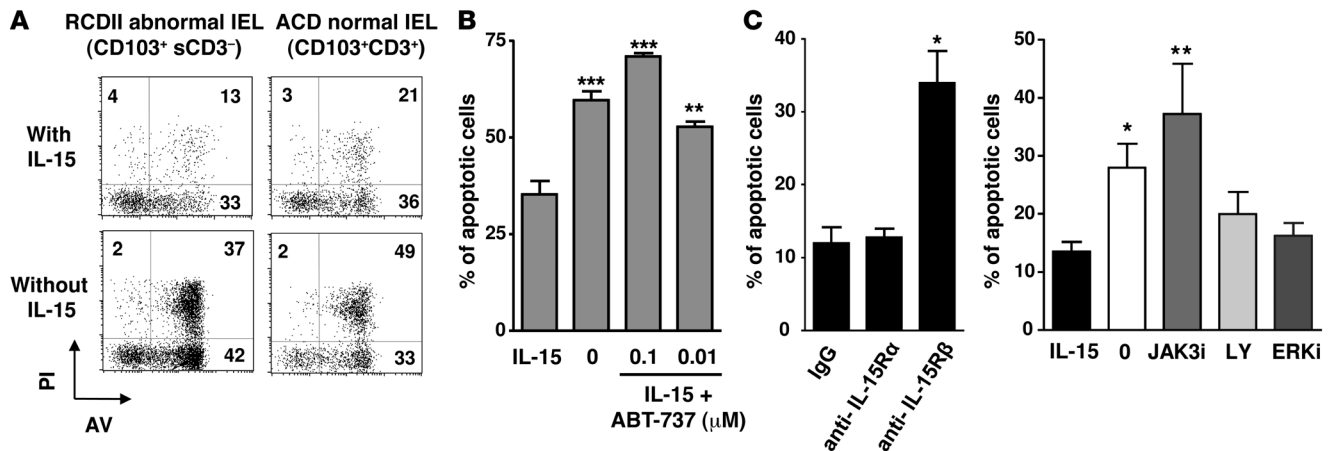 A
RCDII abnormal IEL
(CD103+ sCD3–)
ACD normal IEL
(CD103+CD3+)
With
IL-15
4
13
33
3
21
36
Without
IL-15
2
37
42
2
49
33
PI
AV
B
% of apoptotic cells
75
50
25
0
***
***
**
IL-15
0
0.1
0.01
IL-15 +
ABT-737 (μM)
C
% of apoptotic cells
40
30
20
10
0
*
IgG
anti- IL-15Rα
anti- IL-15Rβ
% of apoptotic cells
50
40
30
20
10
0
*
**
IL-15
0
JAK3i
LY
ERKi